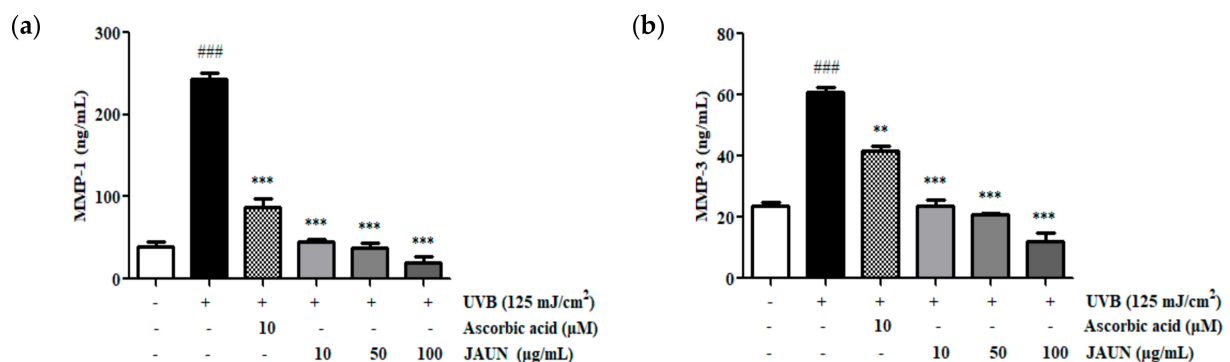 (a)
MMP-1 (ng/mL)
300
200
100
0
###
***
***
***
***
- + + + + + UVB (125 mJ/cm²)
- - 10 - - - Ascorbic acid (μM)
- - - 10 50 100 JAUN (μg/mL)
(b)
MMP-3 (ng/mL)
80
60
40
20
0
###
**
***
***
***
- + + + + + UVB (125 mJ/cm²)
- - 10 - - - Ascorbic acid (μM)
- - - 10 50 100 JAUN (μg/mL)